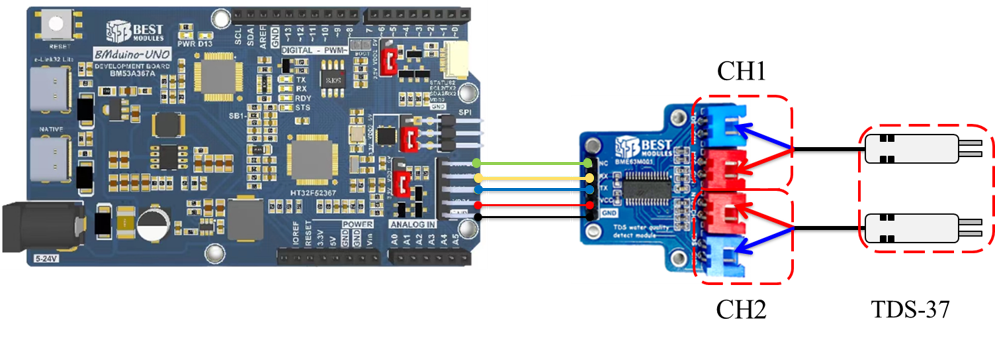 BEST
MODULES
RESET
PWR D13
BMduino-UNO
DEVELOPMENT BOARD
BM53A367A
e-Link32 Lite
NATIVE
5-24V
SCL
SDA
AREF
GND
~13
~12
~11
~10
~9
~8
7
~6
~5
~4
~3
~2
~1
~0
DIGITAL - PWM~
TX
RX
RDY
STS
SB1
HT32F52367
SPI
IOREF
RESET
3.3V
5V
GND
GND
Vin
POWER
ANALOG IN
A0
A1
A2
A3
A4
A5
BEST
MODULES
BME63M001
NC
TX
VCC
GND
TDS water quality
detect module
CH1
CH2
TDS-37